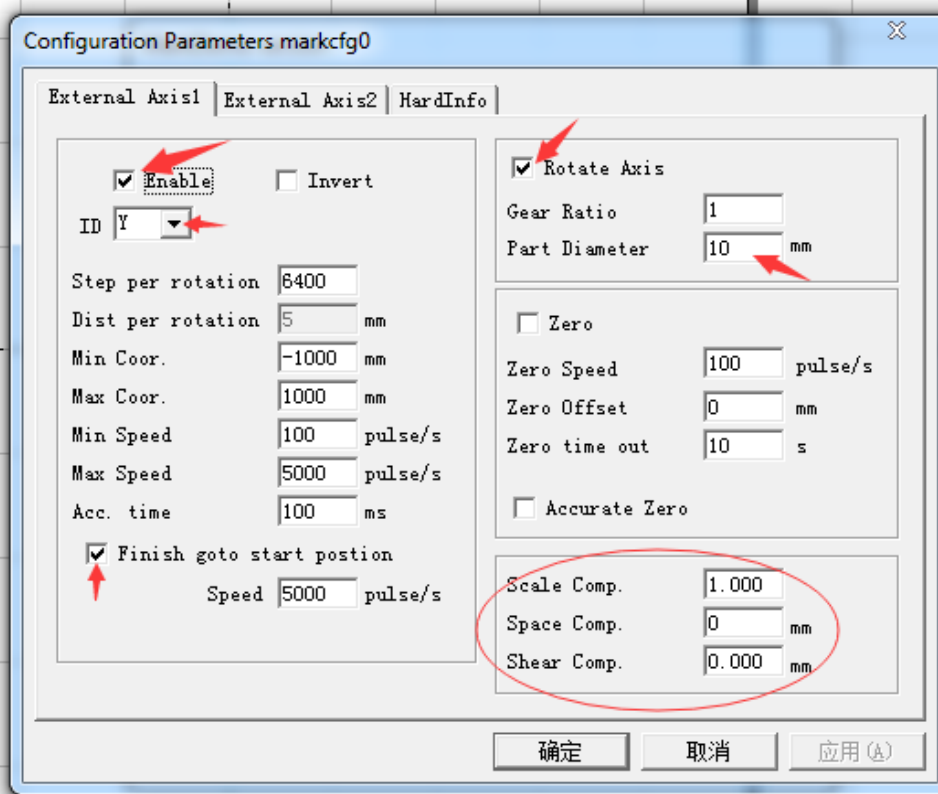 Configuration Parameters markcfg0
External Axis1 External Axis2 HardInfo
Enable Invert
ID Y
Step per rotation 6400
Dist per rotation 5 mm
Min Coor. -1000 mm
Max Coor. 1000 mm
Min Speed 100 pulse/s
Max Speed 5000 pulse/s
Acc. time 100 ms
Finish goto start postion
Speed 5000 pulse/s
Rotate Axis
Gear Ratio 1
Part Diameter 10 mm
Zero
Zero Speed 100 pulse/s
Zero Offset 0 mm
Zero time out 10 s
Accurate Zero
Scale Comp. 1.000
Space Comp. 0 mm
Shear Comp. 0.000 mm
确定 取消 应用(A)